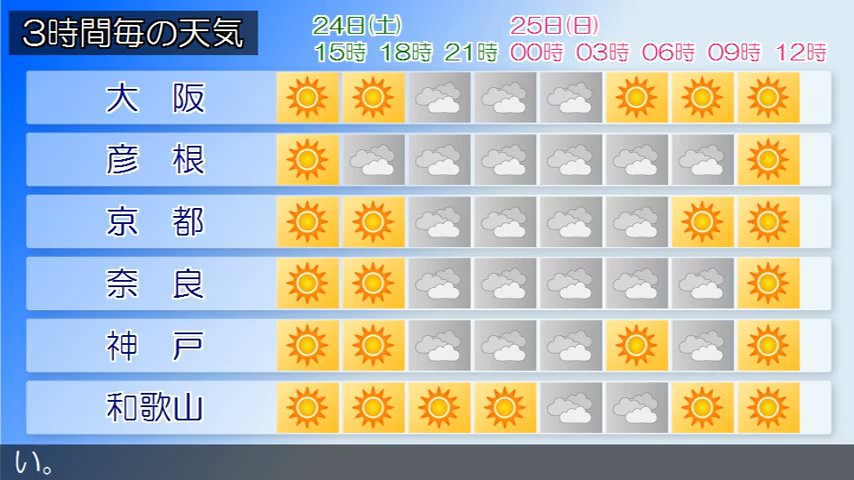 3時間毎の天気
24日(土) 25日(日)
15時 18時 21時 00時 03時 06時 09時 12時
大 阪
彦 根
京 都
奈 良
神 戸
和歌山
い。